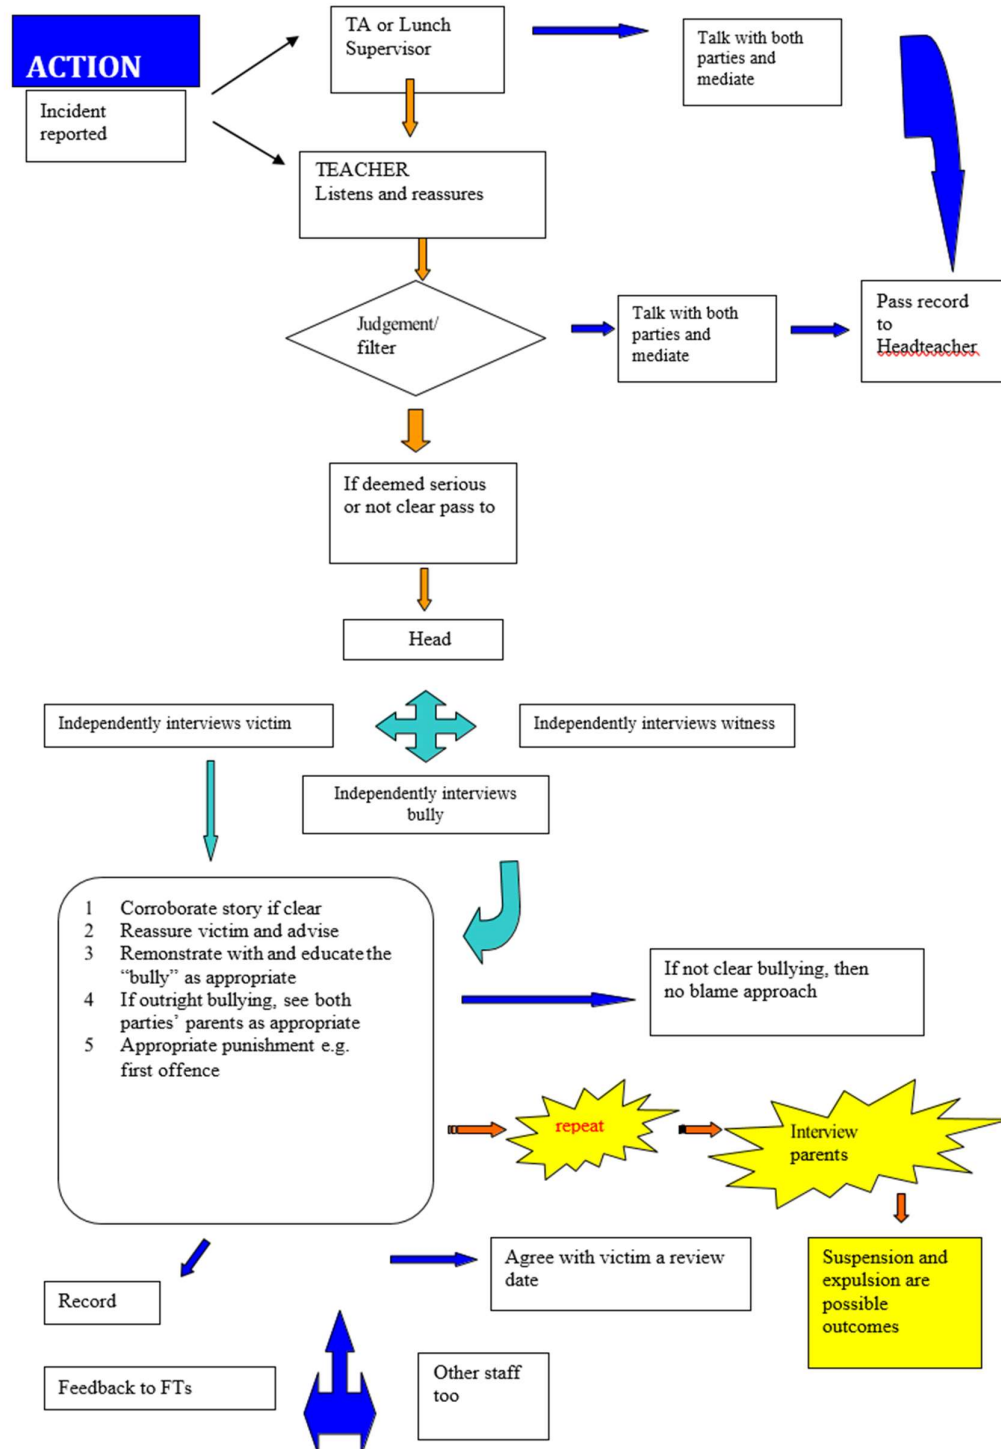 ACTION
Incident
reported
TA or Lunch
Supervisor
Talk with both
parties and
mediate
TEACHER
Listens and reassures
Judgement/
filter
Talk with both
parties and
mediate
Pass record
to
Headteacher
If deemed serious
or not clear pass to
Head
Independently interviews victim
Independently interviews witness
Independently interviews
bully
1 Corroborate story if clear
2 Reassure victim and advise
3 Remonstrate with and educate the
“bully” as appropriate
4 If outright bullying, see both
parties’ parents as appropriate
5 Appropriate punishment e.g.
first offence
If not clear bullying, then
no blame approach
repeat
Interview
parents
Suspension and
expulsion are
possible
outcomes
Agree with victim a review
date
Record
Feedback to FTs
Other staff
too